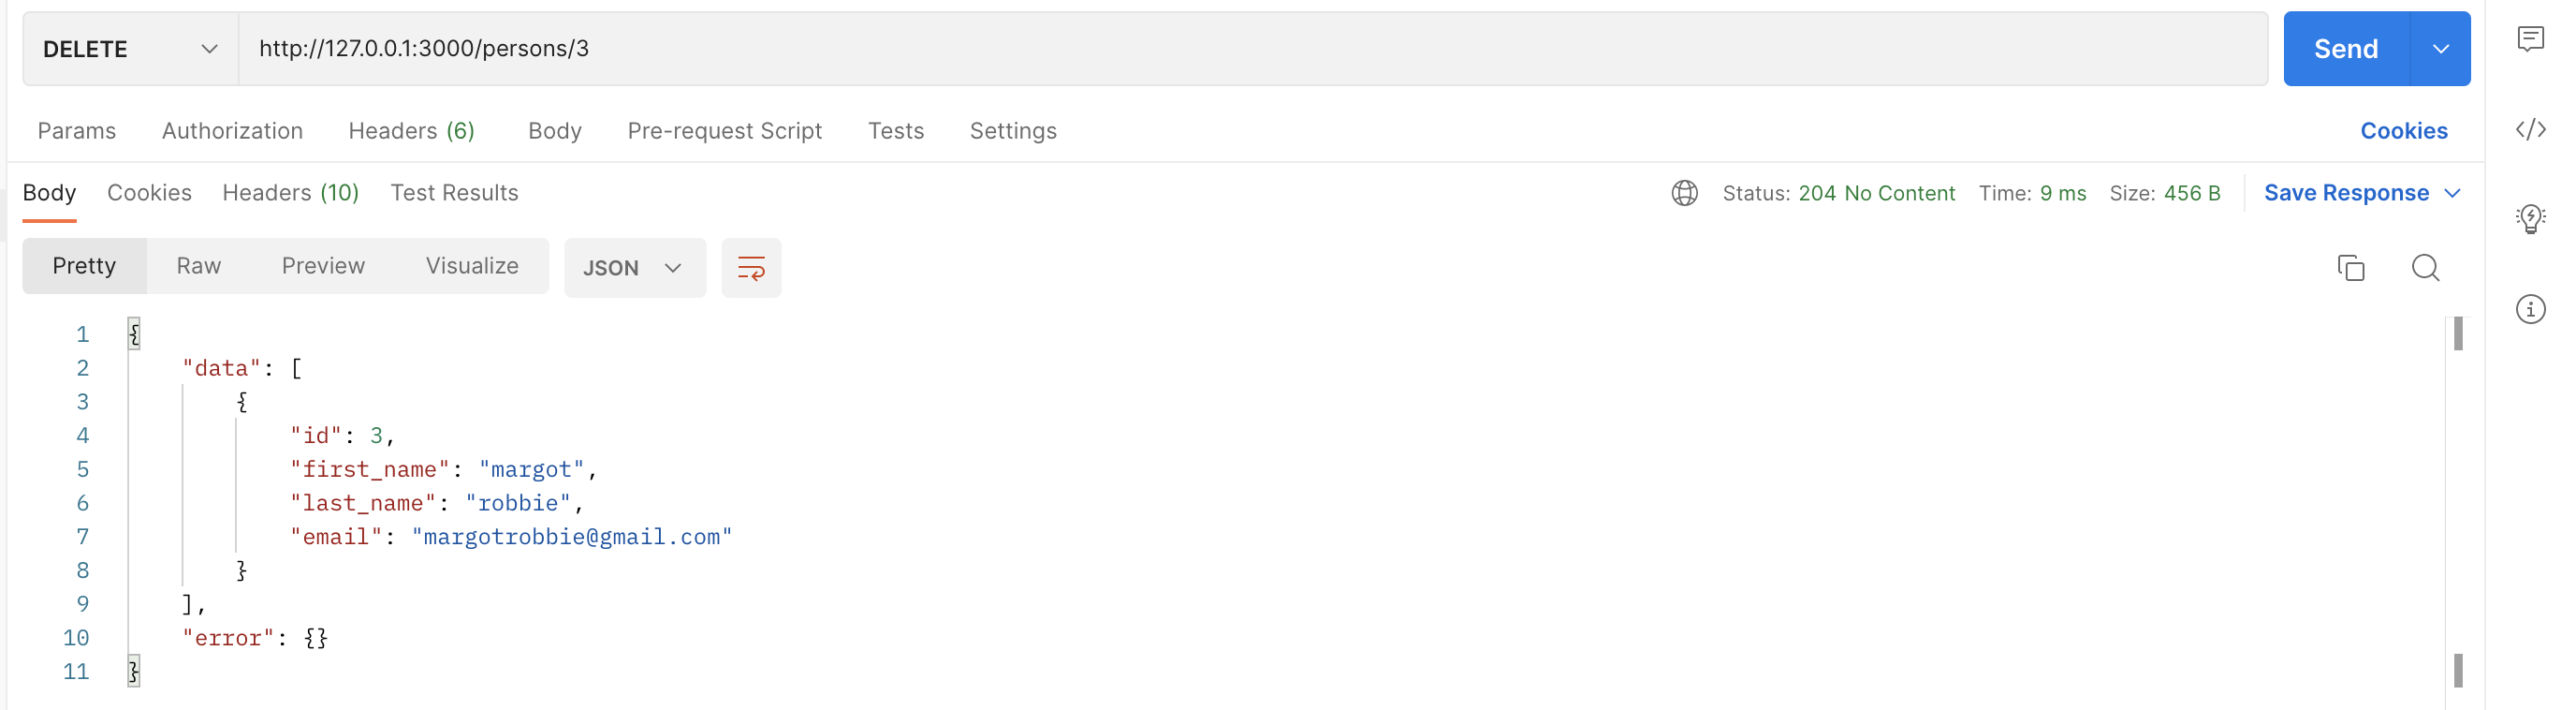 DELETE http://127.0.0.1:3000/persons/3 Send
Params Authorization Headers (6) Body Pre-request Script Tests Settings Cookies
Body Cookies Headers (10) Test Results Status: 204 No Content Time: 9 ms Size: 456 B Save Response
Pretty Raw Preview Visualize JSON
1 {
2 "data": [
3 {
4 "id": 3,
5 "first_name": "margot",
6 "last_name": "robbie",
7 "email": "margotrobbie@gmail.com"
8 }
9 ],
10 "error": {}
11 }